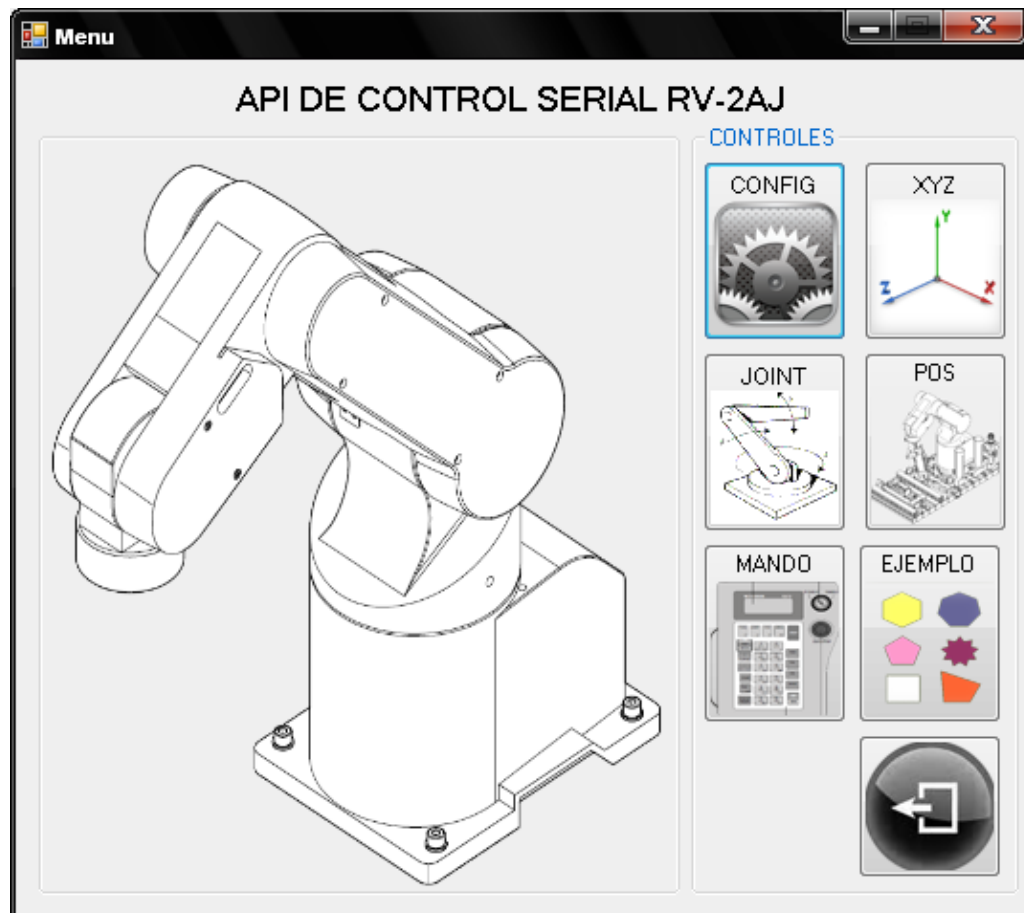 Menu
API DE CONTROL SERIAL RV-2AJ
CONTROLES
CONFIG
XYZ
Y
Z
X
JOINT
POS
MANDO
EJEMPLO